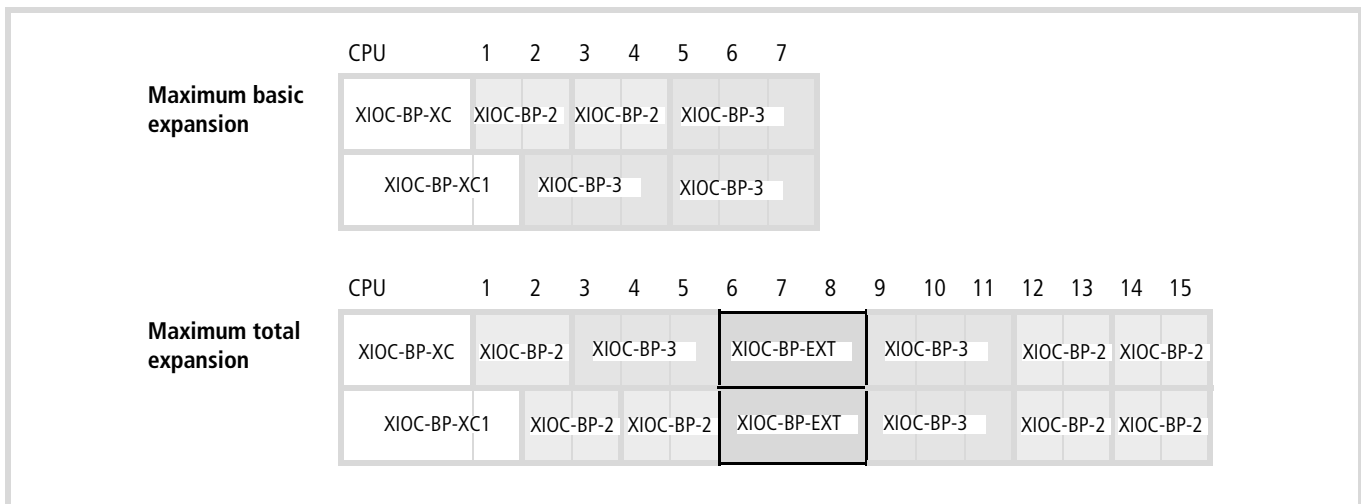 CPU 1 2 3 4 5 6 7
Maximum basic
expansion
XIOC-BP-XC XIOC-BP-2 XIOC-BP-2 XIOC-BP-3
XIOC-BP-XC1 XIOC-BP-3 XIOC-BP-3
CPU 1 2 3 4 5 6 7 8 9 10 11 12 13 14 15
Maximum total
expansion
XIOC-BP-XC XIOC-BP-2 XIOC-BP-3 XIOC-BP-EXT XIOC-BP-3 XIOC-BP-2 XIOC-BP-2
XIOC-BP-XC1 XIOC-BP-2 XIOC-BP-2 XIOC-BP-EXT XIOC-BP-3 XIOC-BP-2 XIOC-BP-2